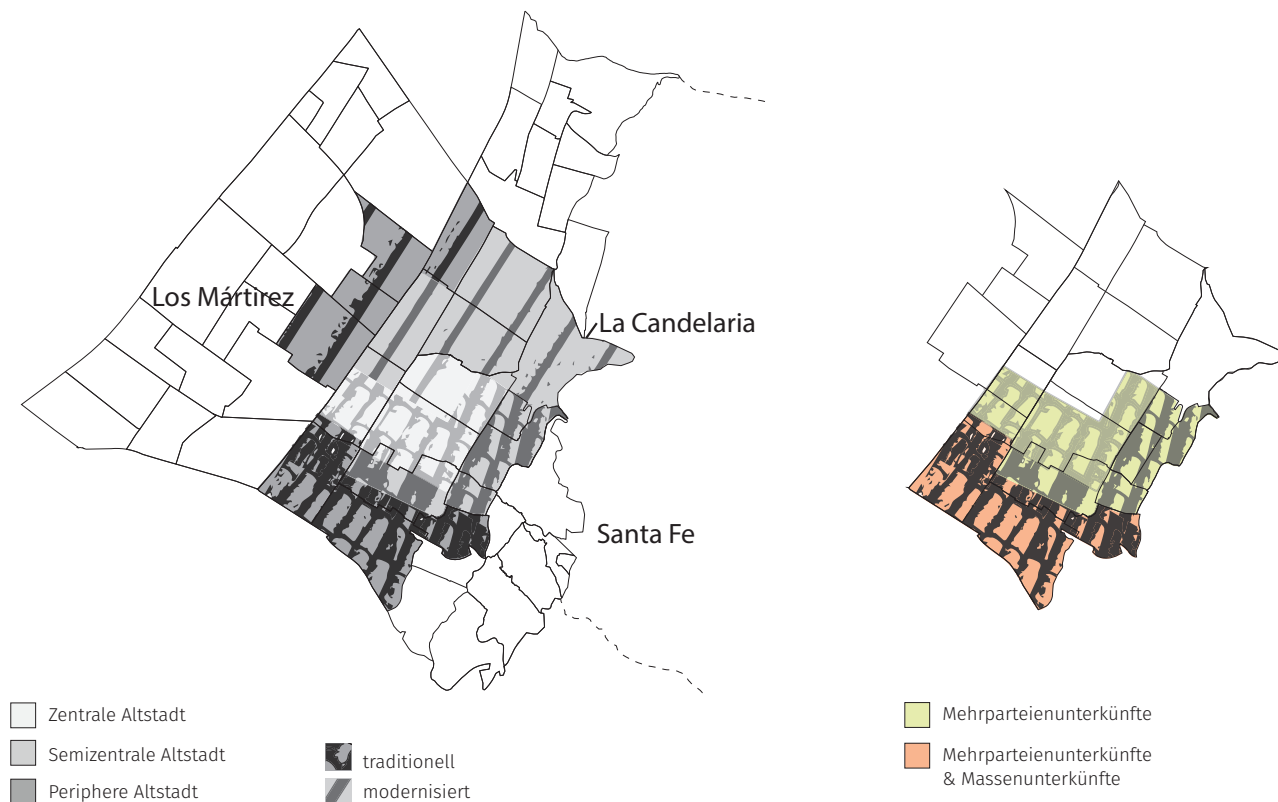 Los Mártirez
La Candelaria
Santa Fe
Zentrale Altstadt
Semizentrale Altstadt
Periphere Altstadt
traditionell
modernisiert
Mehrparteienunterkünfte
Mehrparteienunterkünfte
& Massenunterkünfte